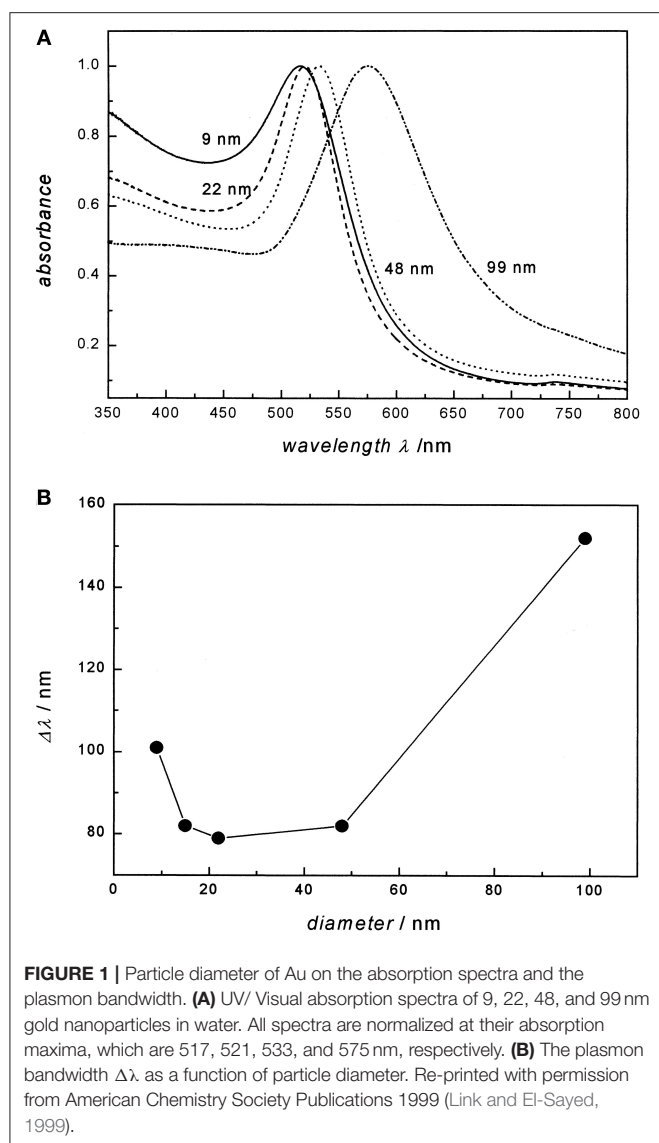 A
1.0
0.8
0.6
0.4
0.2
absorbance
9 nm
22 nm
48 nm
99 nm
350 400 450 500 550 600 650 700 750 800
wavelength λ /nm
B
160
140
120
100
80
Δλ / nm
0 20 40 60 80 100
diameter / nm
FIGURE 1 | Particle diameter of Au on the absorption spectra and the
plasmon bandwidth. (A) UV/ Visual absorption spectra of 9, 22, 48, and 99 nm
gold nanoparticles in water. All spectra are normalized at their absorption
maxima, which are 517, 521, 533, and 575 nm, respectively. (B) The plasmon
bandwidth Δλ as a function of particle diameter. Re-printed with permission
from American Chemistry Society Publications 1999 (Link and El-Sayed,
1999).